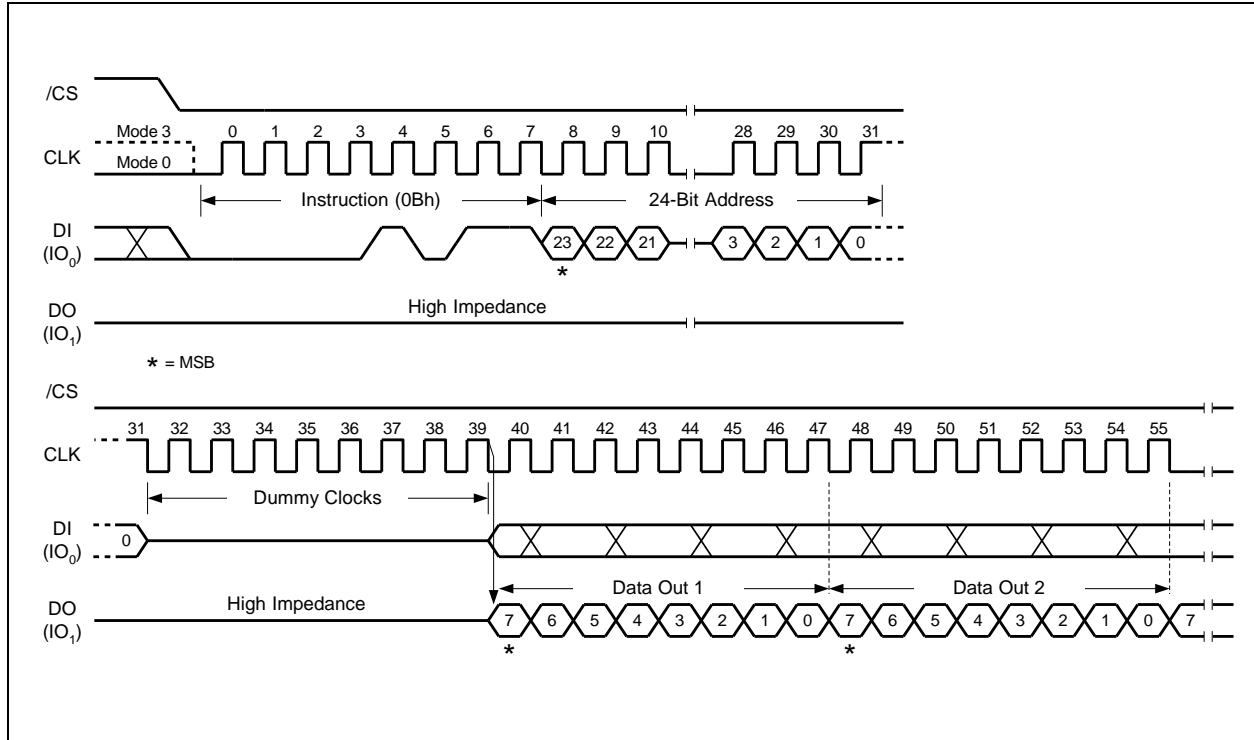 /CS
Mode 3
Mode 0
CLK
0 1 2 3 4 5 6 7 8 9 10 28 29 30 31
Instruction (0Bh) 24-Bit Address
DI
(IO0)
23 22 21 3 2 1 0
*
High Impedance
DO
(IO1)
* = MSB
/CS
31 32 33 34 35 36 37 38 39 40 41 42 43 44 45 46 47 48 49 50 51 52 53 54 55
CLK
Dummy Clocks
DI
(IO0)
0
Data Out 1 Data Out 2
High Impedance
DO
(IO1)
7 6 5 4 3 2 1 0 7 6 5 4 3 2 1 0 7
* *